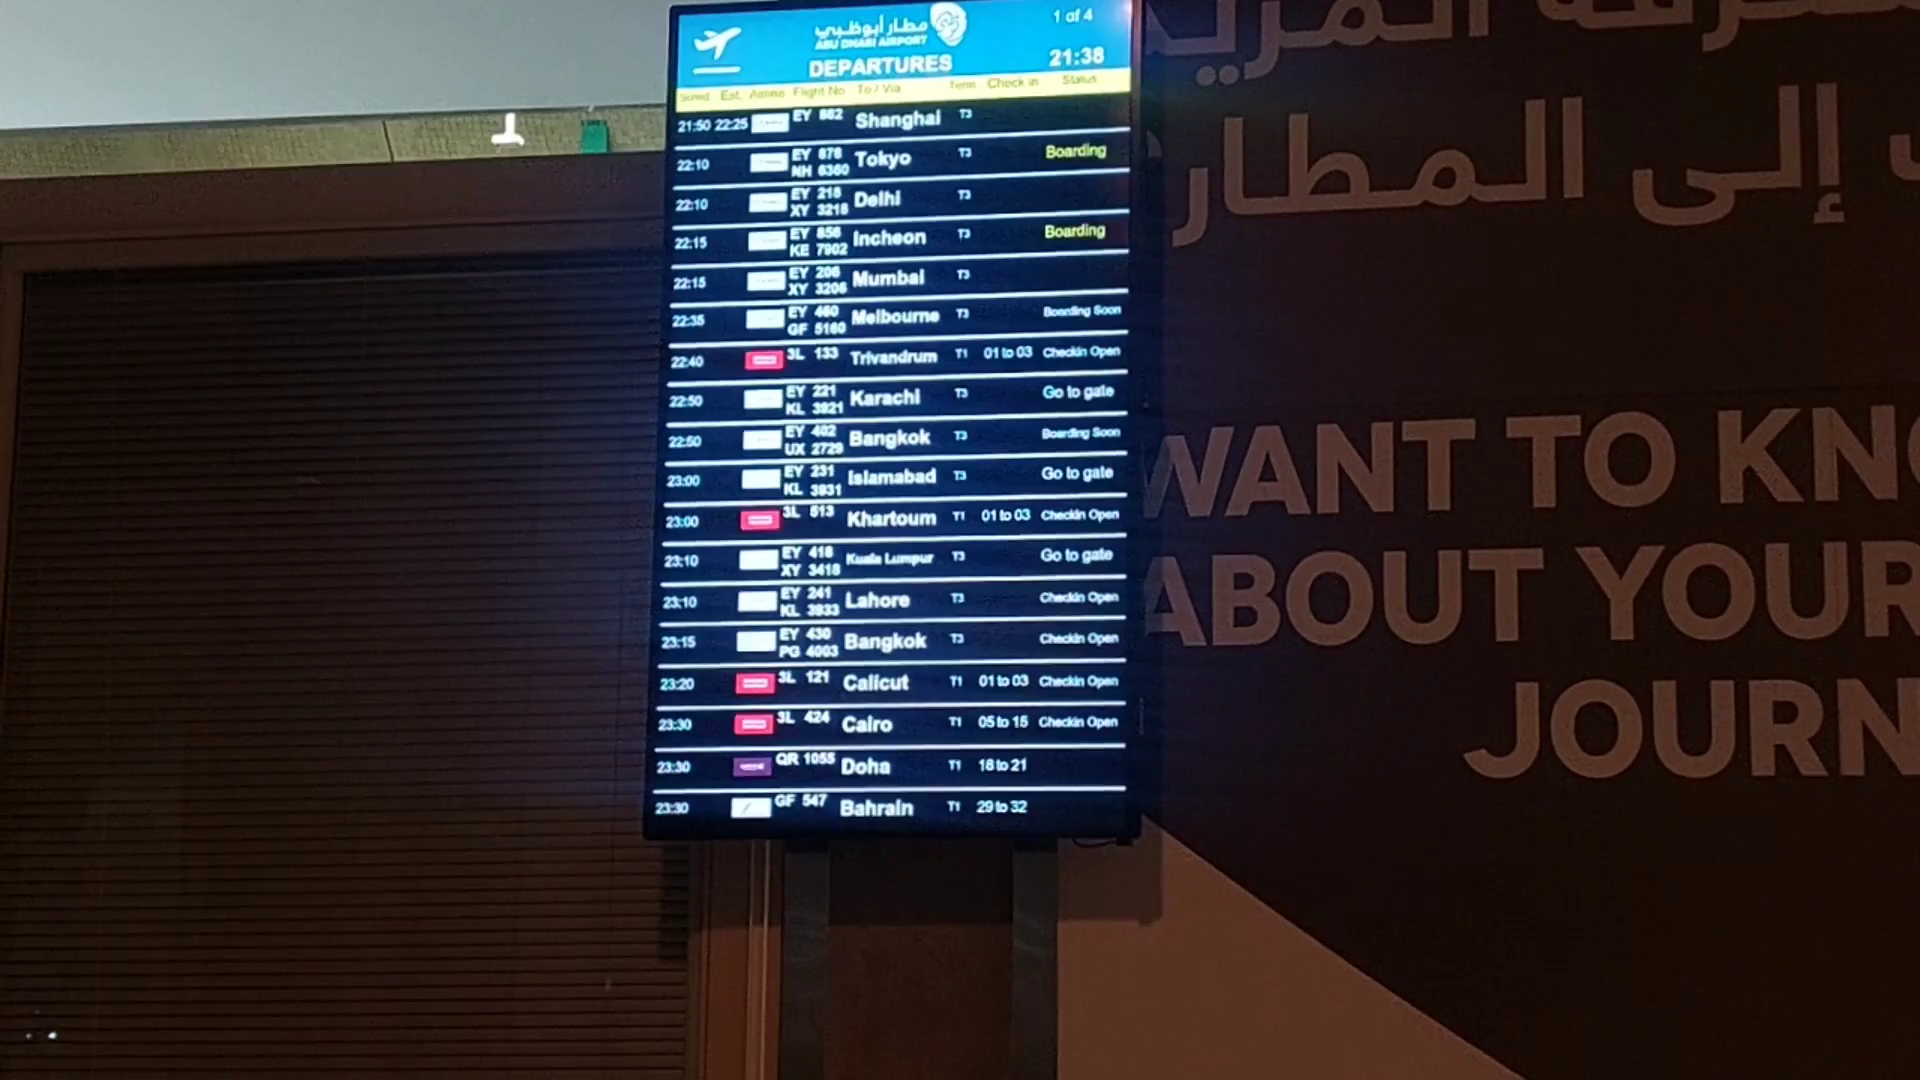 1 of 4
مطار أبوظبي
ABU DHABI AIRPORT
DEPARTURES 21:38
Sched Est. Airline Flight No To / Via Term Check in Status
21:50 22:25 EY 862 Shanghai T3
22:10 EY 878 NH 6360 Tokyo T3 Boarding
22:10 EY 218 XY 3218 Delhi T3
22:15 EY 856 KE 7902 Incheon T3 Boarding
22:15 EY 206 XY 3206 Mumbai T3
22:35 EY 460 GF 5160 Melbourne T3 Boarding Soon
22:40 3L 133 Trivandrum T1 01 to 03 Checkin Open
22:50 EY 221 KL 3921 Karachi T3 Go to gate
22:50 EY 402 UX 2729 Bangkok T3 Boarding Soon
23:00 EY 231 KL 3931 Islamabad T3 Go to gate
23:00 3L 613 Khartoum T1 01 to 03 Checkin Open
23:10 EY 418 XY 3418 Kuala Lumpur T3 Go to gate
23:10 EY 241 KL 3933 Lahore T3 Checkin Open
23:15 EY 430 PG 4003 Bangkok T3 Checkin Open
23:20 3L 121 Calicut T1 01 to 03 Checkin Open
23:30 3L 424 Cairo T1 05 to 15 Checkin Open
23:30 QR 1055 Doha T1 18 to 21
23:30 GF 547 Bahrain T1 29 to 32
إلى المطار
WANT TO KNO
ABOUT YOUR
JOURN